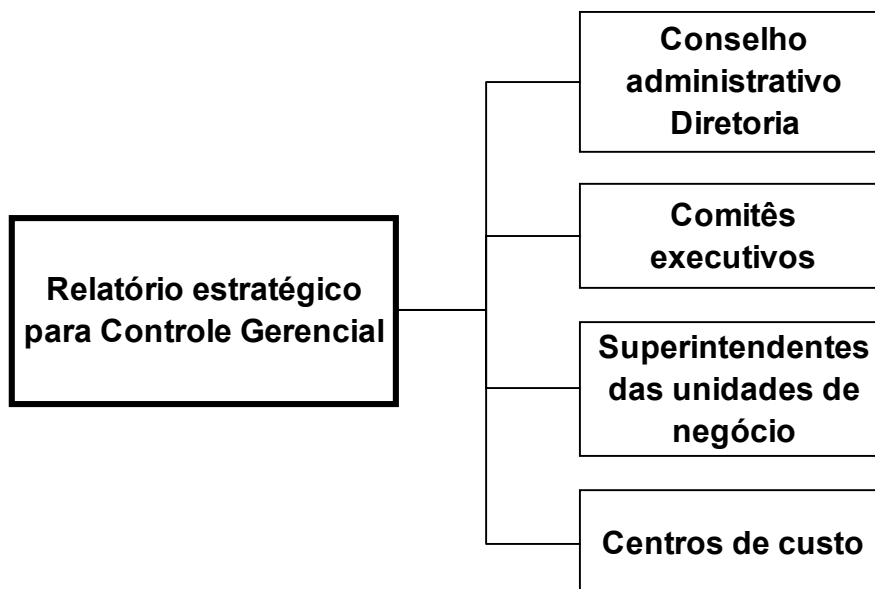 Relatório estratégico
para Controle Gerencial
Conselho
administrativo
Diretoria
Comitês
executivos
Superintendentes
das unidades de
negócio
Centros de custo